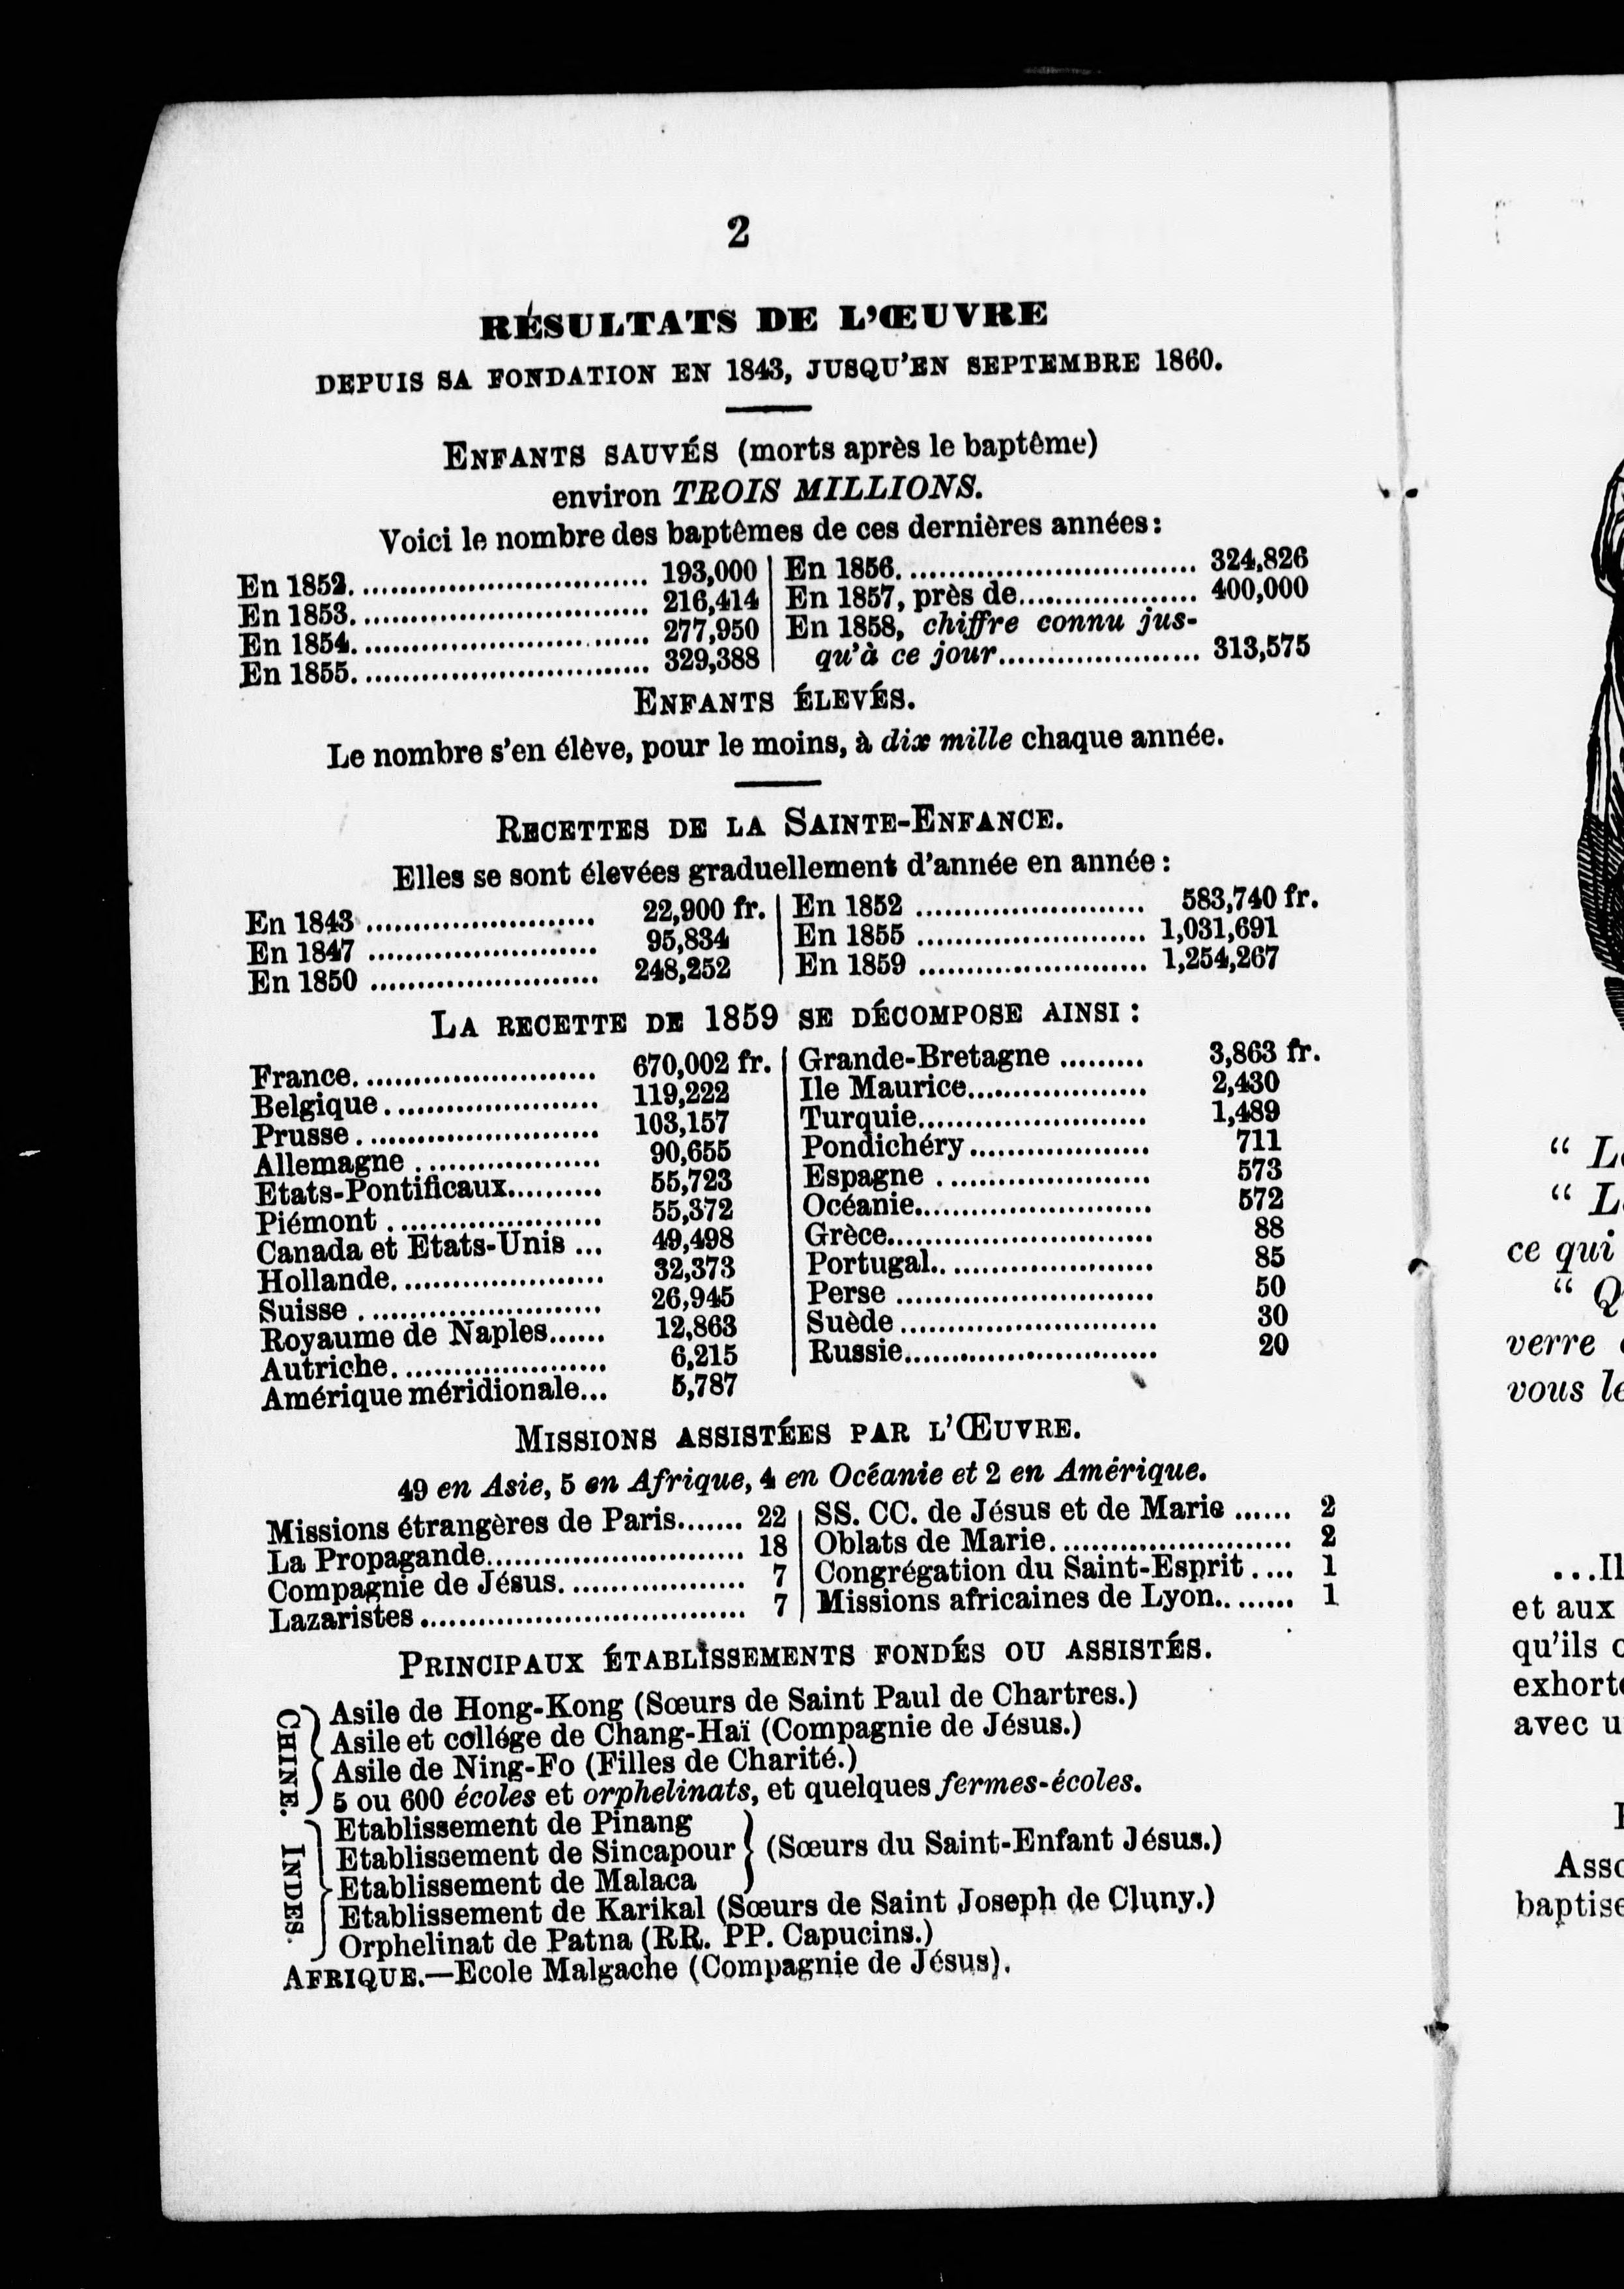 2
RÉSULTATS DE L'ŒUVRE
DEPUIS SA FONDATION EN 1843, JUSQU'EN SEPTEMBRE 1860.
ENFANTS SAUVÉS (morts après le baptême)
environ TROIS MILLIONS.
Voici le nombre des baptêmes de ces dernières années:
En 1852. .............................. 193,000
En 1853. .............................. 216,414
En 1854. .............................. 277,950
En 1855. .............................. 329,388
En 1856. .............................. 324,826
En 1857, près de................... 400,000
En 1858, chiffre connu jus-
qu'à ce jour..................... 313,575
ENFANTS ÉLEVÉS.
Le nombre s'en élève, pour le moins, à dix mille chaque année.
RECETTES DE LA SAINTE-ENFANCE.
Elles se sont élevées graduellement d'année en année:
En 1843 ........................ 22,900 fr.
En 1847 ........................ 95,834
En 1850 ........................ 248,252
En 1852 ........................ 583,740 fr.
En 1855 ........................ 1,031,691
En 1859 ........................ 1,254,267
LA RECETTE DE 1859 SE DÉCOMPOSE AINSI:
France. ........................ 670,002 fr.
Belgique. ..................... 119,222
Prusse. ........................ 103,157
Allemagne ................... 90,655
Etats-Pontificaux.......... 55,723
Piémont ...................... 55,372
Canada et Etats-Unis ... 49,498
Hollande. ..................... 32,373
Suisse ......................... 26,945
Royaume de Naples...... 12,863
Autriche. ...................... 6,215
Amérique méridionale... 5,787
Grande-Bretagne ......... 3,863 fr.
Ile Maurice................... 2,430
Turquie......................... 1,489
Pondichéry................... 711
Espagne ....................... 573
Océanie......................... 572
Grèce............................ 88
Portugal....................... 85
Perse ........................... 50
Suède ........................... 30
Russie........................... 20
MISSIONS ASSISTÉES PAR L'ŒUVRE.
49 en Asie, 5 en Afrique, 4 en Océanie et 2 en Amérique.
Missions étrangères de Paris....... 22
La Propagande.......................... 18
Compagnie de Jésus. .................. 7
Lazaristes .................................. 7
SS. CC. de Jésus et de Marie ...... 2
Oblats de Marie. ........................ 2
Congrégation du Saint-Esprit. ... 1
Missions africaines de Lyon.. ...... 1
PRINCIPAUX ÉTABLISSEMENTS FONDÉS OU ASSISTÉS.
CHINE.
Asile de Hong-Kong (Sœurs de Saint Paul de Chartres.)
Asile et collége de Chang-Haï (Compagnie de Jésus.)
Asile de Ning-Fo (Filles de Charité.)
5 ou 600 écoles et orphelinats, et quelques fermes-écoles.
INDES.
Etablissement de Pinang
Etablissement de Sincapour (Sœurs du Saint-Enfant Jésus.)
Etablissement de Malaca
Etablissement de Karikal (Sœurs de Saint Joseph de Cluny.)
Orphelinat de Patna (RR. PP. Capucins.)
AFRIQUE.—Ecole Malgache (Compagnie de Jésus).
ce qui
verre
vous
...Il
et aux
qu'ils
avec